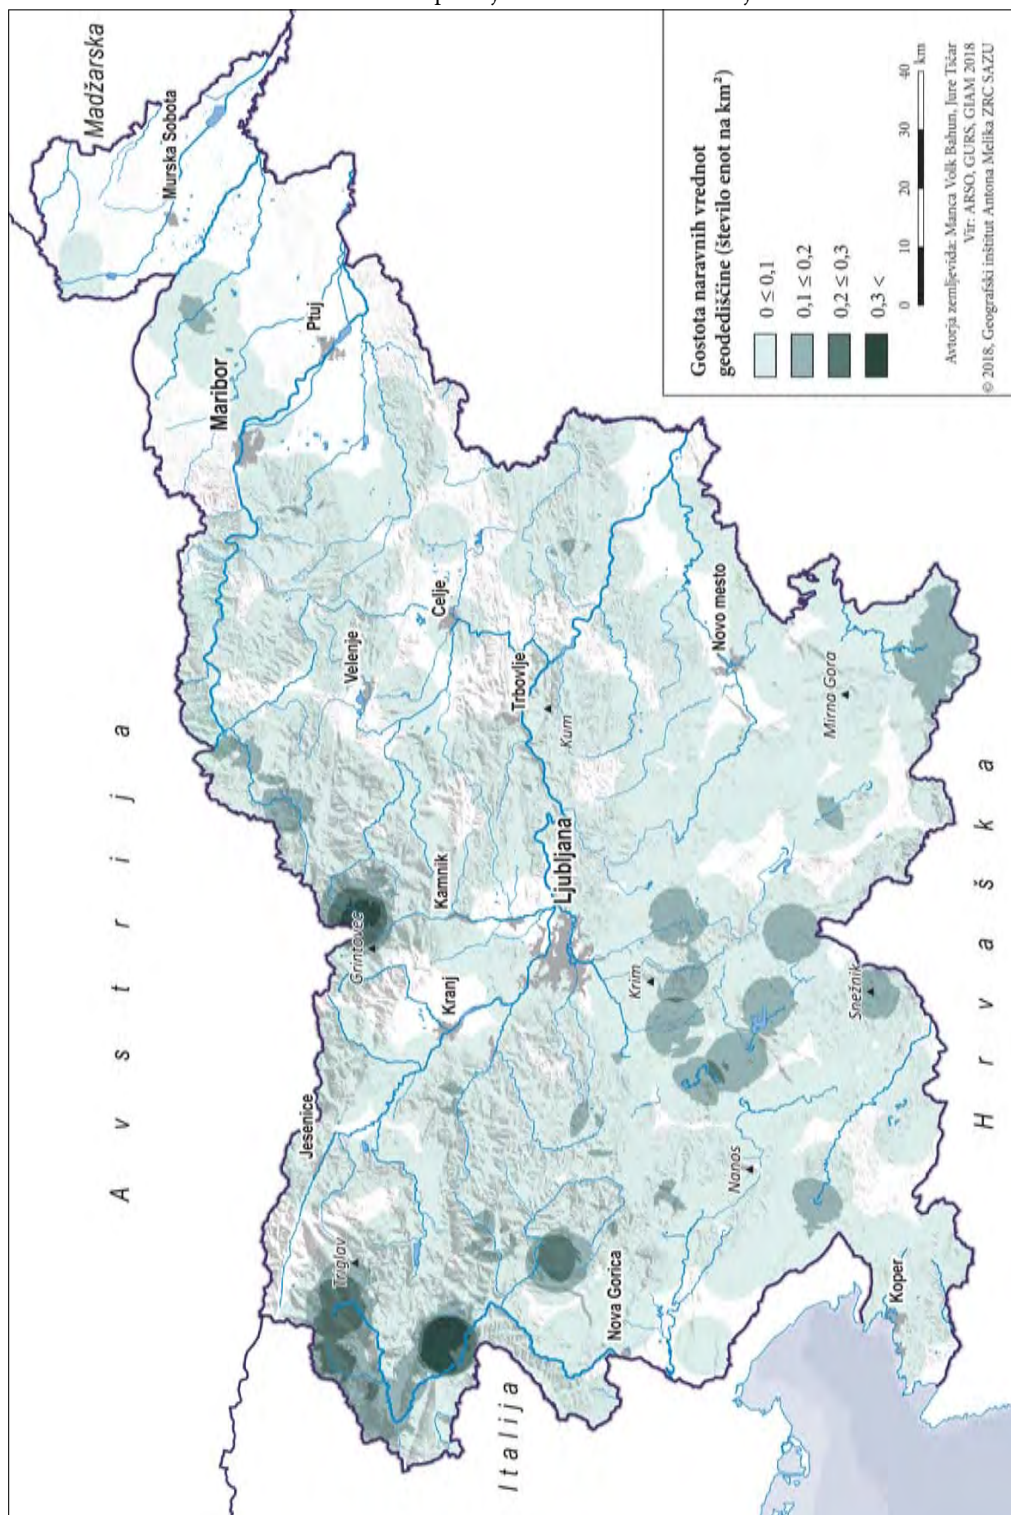 Madžarska
Murska Sobota
Avstrija
Maribor
Ptuj
Velenje
Celje
Trbovlje
Kum
Novo mesto
Mirna Gora
Grintovec
Kamnik
Ljubljana
Kranj
Krim
Snežnik
Jesenice
Triglav
Nanos
Nova Gorica
Koper
Italija
Hrvaška
Gostota naravnih vrednot
geodediščine (število enot na km²)
0 ≤ 0,1
0,1 ≤ 0,2
0,2 ≤ 0,3
0,3 <
0 10 20 30 40
km
Avtorja zemljevida: Manca Volk Bahun, Jure Tičar
Vir: ARSO, GURS, GIAM 2018
© 2018, Geografski inštitut Antona Melika ZRC SAZU